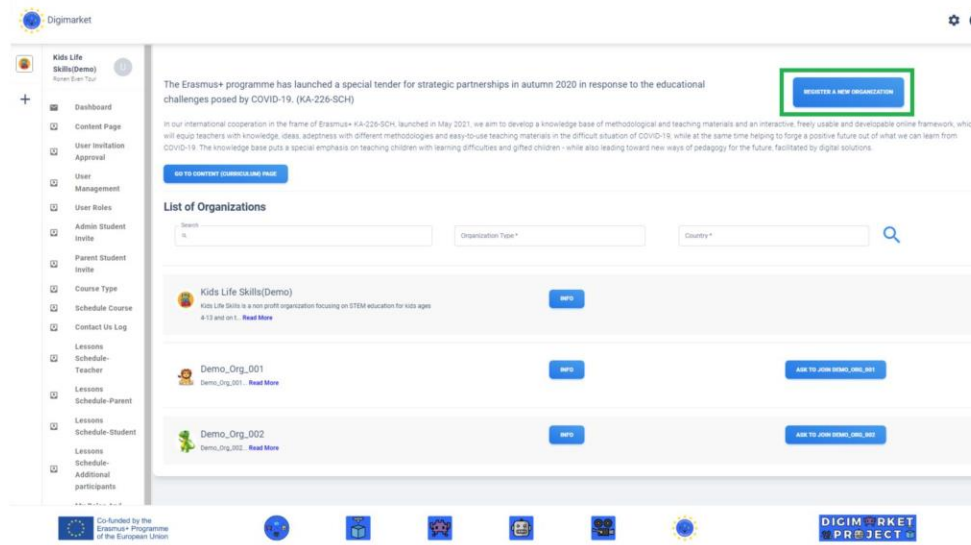 Digimarket
Kids Life
Skills(Demo)
U
Ronen Even Tzur
Dashboard
Content Page
User Invitation
Approval
User
Management
User Roles
Admin Student
Invite
Parent Student
Invite
Course Type
Schedule Course
Contact Us Log
Lessons
Schedule-
Teacher
Lessons
Schedule-Parent
Lessons
Schedule-Student
Lessons
Schedule-
Additional
participants
The Erasmus+ programme has launched a special tender for strategic partnerships in autumn 2020 in response to the educational
challenges posed by COVID-19. (KA-226-SCH)
REGISTER A NEW ORGANIZATION
In our international cooperation in the frame of Erasmus+ KA-226-SCH, launched in May 2021, we aim to develop a knowledge base of methodological and teaching materials and an interactive, freely usable and developable online framework, whic
will equip teachers with knowledge, ideas, adeptness with different methodologies and easy-to-use teaching materials in the difficult situation of COVID-19, while at the same time helping to forge a positive future out of what we can learn from
COVID-19. The knowledge base puts a special emphasis on teaching children with learning difficulties and gifted children - while also leading toward new ways of pedagogy for the future, facilitated by digital solutions.
GO TO CONTENT (CURRICULUM) PAGE
List of Organizations
Search
Organization Type *
Country *
Kids Life Skills(Demo)
Kids Life Skills is a non profit organization focusing on STEM education for kids ages
4-13 and on t... Read More
INFO
Demo_Org_001
Demo_Org_001... Read More
INFO
ASK TO JOIN DEMO_ORG_001
Demo_Org_002
Demo_Org_002... Read More
INFO
ASK TO JOIN DEMO_ORG_002
Co-funded by the
Erasmus+ Programme
of the European Union
DIGIM RKET
PR JECT